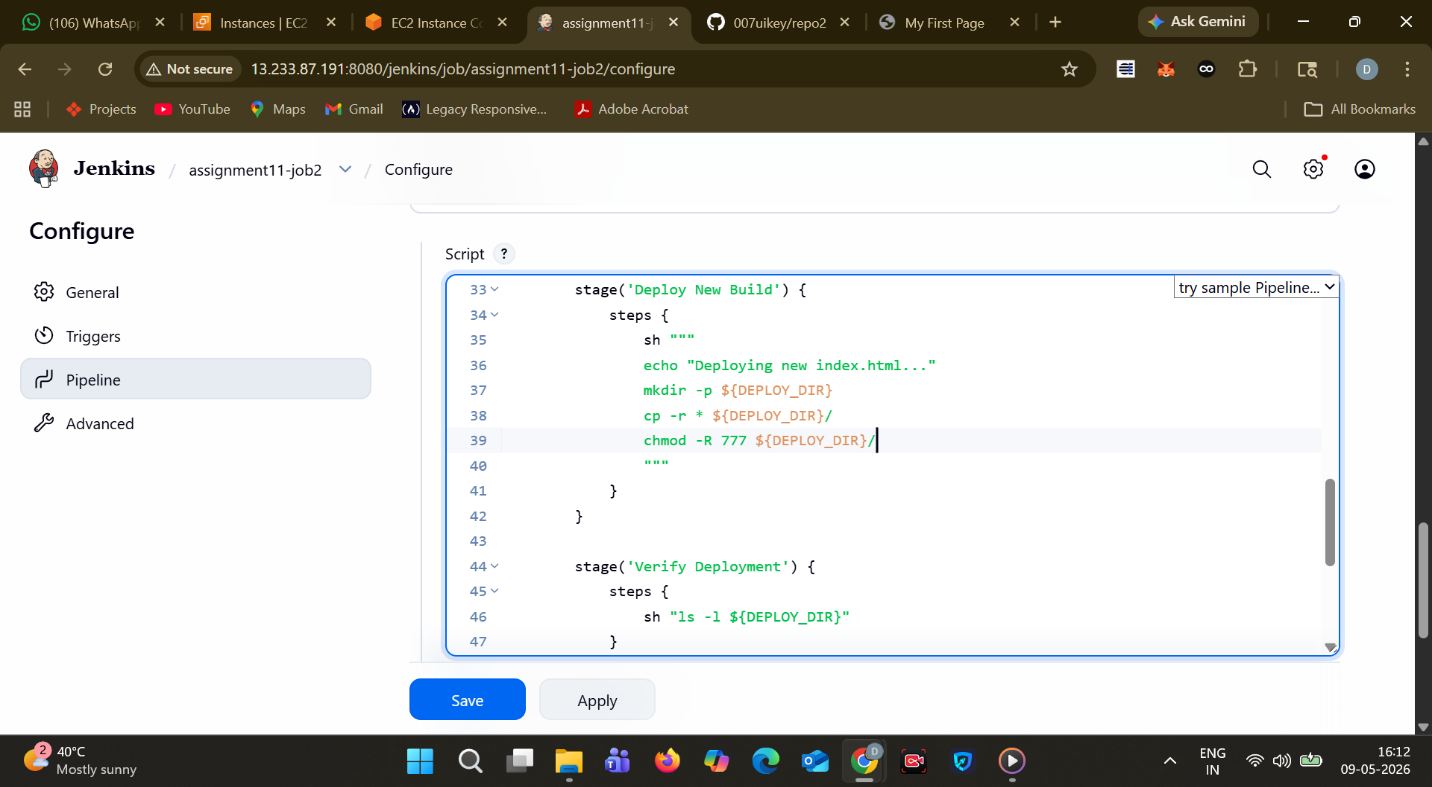 (106) WhatsApp
Instances | EC2
EC2 Instance Co
assignment11-j
007uikey/repo2
My First Page
Ask Gemini
Not secure
13.233.87.191:8080/jenkins/job/assignment11-job2/configure
D
Projects
YouTube
Maps
Gmail
Legacy Responsive...
Adobe Acrobat
All Bookmarks
Jenkins / assignment11-job2 / Configure
Configure
General
Triggers
Pipeline
Advanced
Script ?
try sample Pipeline...
33 stage('Deploy New Build') {
34 steps {
35 sh """
36 echo "Deploying new index.html..."
37 mkdir -p ${DEPLOY_DIR}
38 cp -r * ${DEPLOY_DIR}/
39 chmod -R 777 ${DEPLOY_DIR}/
40 """
41 }
42 }
43
44 stage('Verify Deployment') {
45 steps {
46 sh "ls -l ${DEPLOY_DIR}"
47 }
Save
Apply
2
40°C
Mostly sunny
D
ENG
IN
16:12
09-05-2026